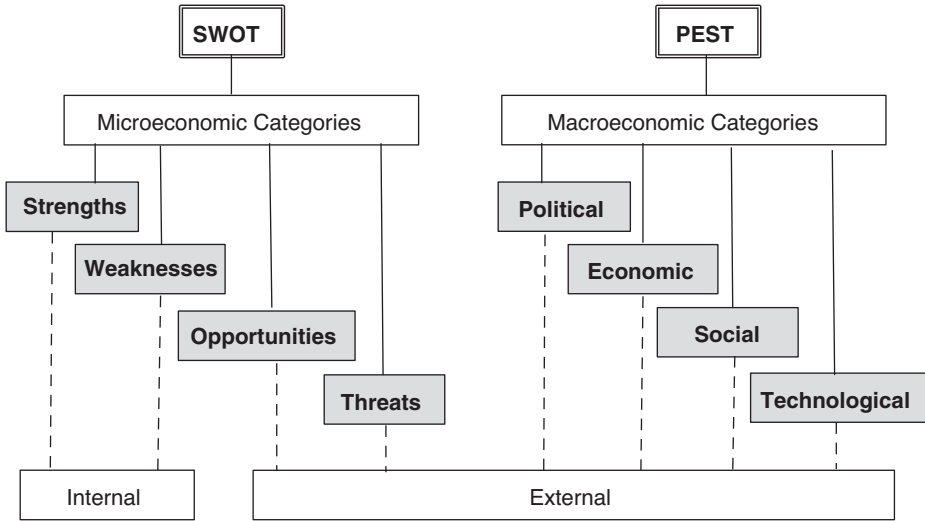 SWOT
PEST
Microeconomic Categories
Macroeconomic Categories
Strengths
Political
Weaknesses
Economic
Opportunities
Social
Threats
Technological
Internal
External